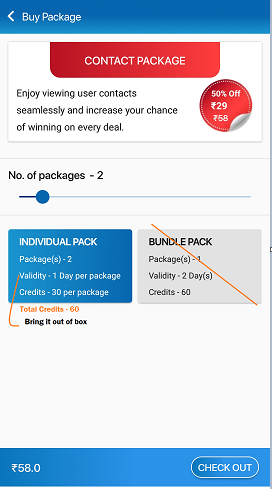 Buy Package
CONTACT PACKAGE
Enjoy viewing user contacts
seamlessly and increase your chance
of winning on every deal.
50% Off
₹29
₹58
No. of packages - 2
INDIVIDUAL PACK
Package(s) - 2
Validity - 1 Day per package
Credits - 30 per package
Total Credits - 60
Bring it out of box
BUNDLE PACK
Package(s) - 1
Validity - 2 Day(s)
Credits - 60
₹58.0
CHECK OUT